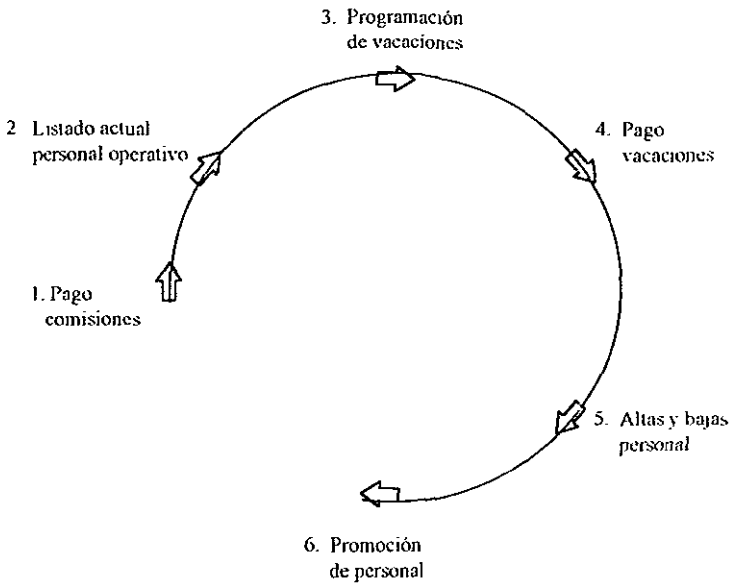 3. Programación
de vacaciones
2 Listado actual
personal operativo
4. Pago
vacaciones
1. Pago
comisiones
5. Altas y bajas
personal
6. Promoción
de personal